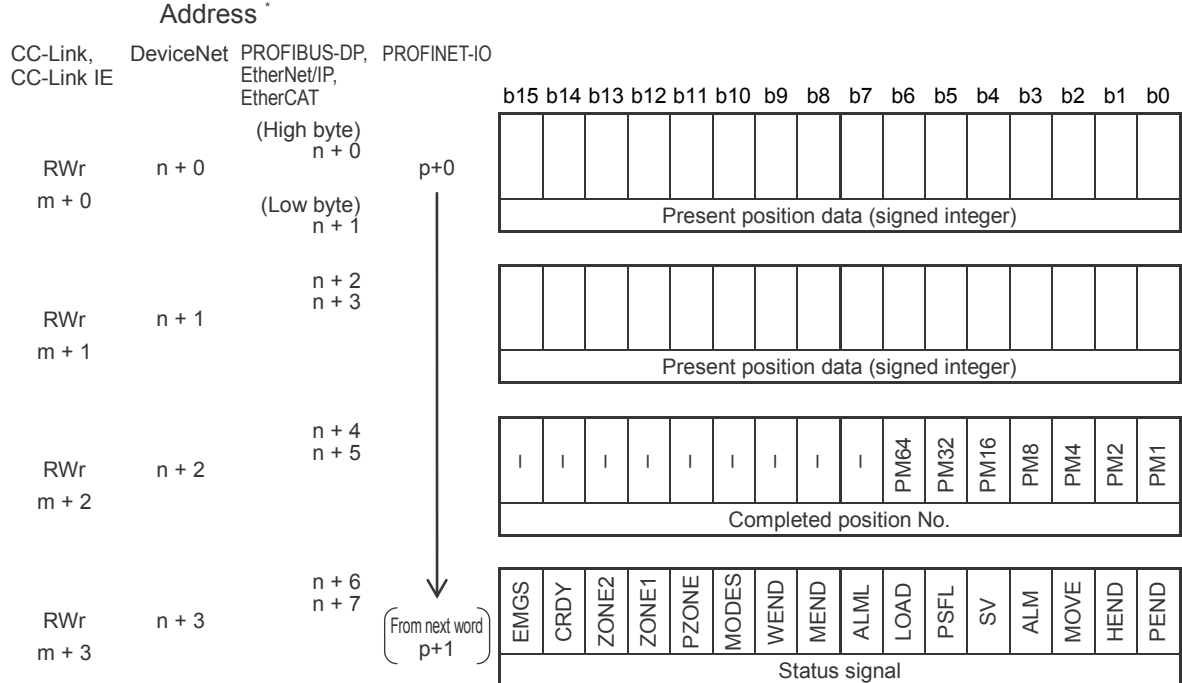 Address *
CC-Link, DeviceNet PROFIBUS-DP, PROFINET-IO
CC-Link IE EtherNet/IP,
EtherCAT
b15 b14 b13 b12 b11 b10 b9 b8 b7 b6 b5 b4 b3 b2 b1 b0
(High byte)
n + 0
RWr n + 0 p+0
m + 0
(Low byte)
n + 1
Present position data (signed integer)
n + 2
n + 3
RWr n + 1
m + 1
Present position data (signed integer)
n + 4
n + 5
RWr n + 2
m + 2
– – – – – – – – – PM64 PM32 PM16 PM8 PM4 PM2 PM1
Completed position No.
n + 6
n + 7
RWr n + 3
m + 3
From next word
p+1
EMGS CRDY ZONE2 ZONE1 PZONE MODES WEND MEND ALML LOAD PSFL SV ALM MOVE HEND PEND
Status signal